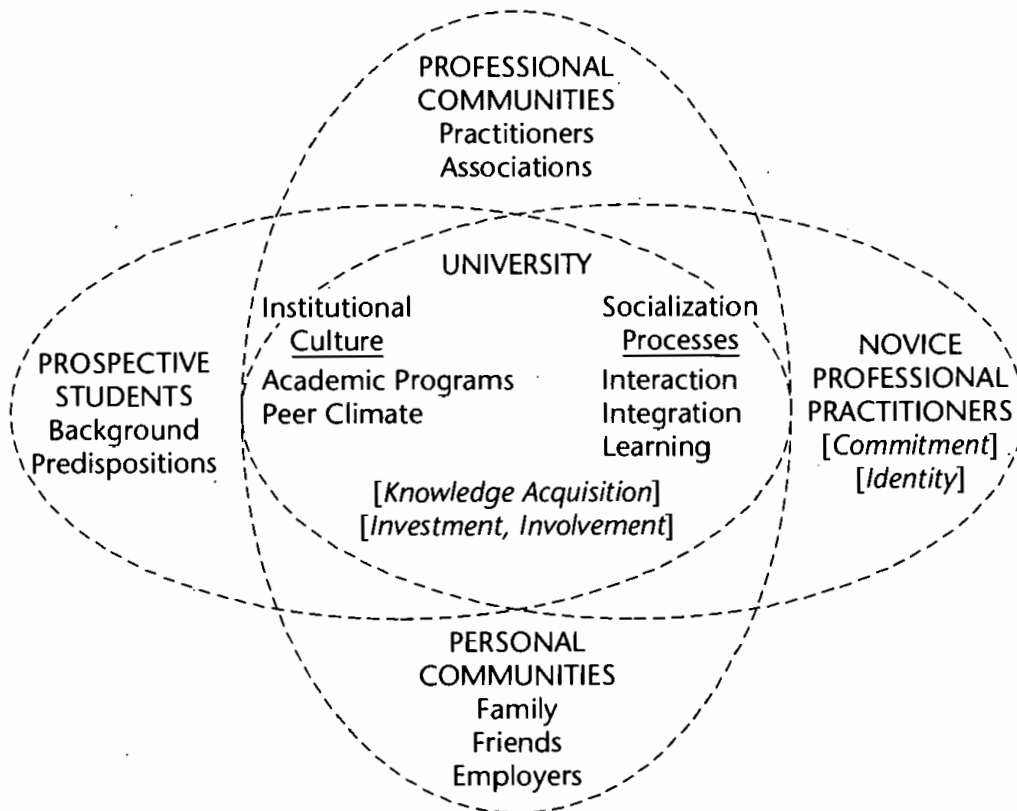 PROFESSIONAL
COMMUNITIES
Practitioners
Associations
UNIVERSITY
Institutional
Culture
Academic Programs
Peer Climate
Socialization
Processes
Interaction
Integration
Learning
[Knowledge Acquisition]
[Investment, Involvement]
PROSPECTIVE
STUDENTS
Background
Predispositions
NOVICE
PROFESSIONAL
PRACTITIONERS
[Commitment]
[Identity]
PERSONAL
COMMUNITIES
Family
Friends
Employers